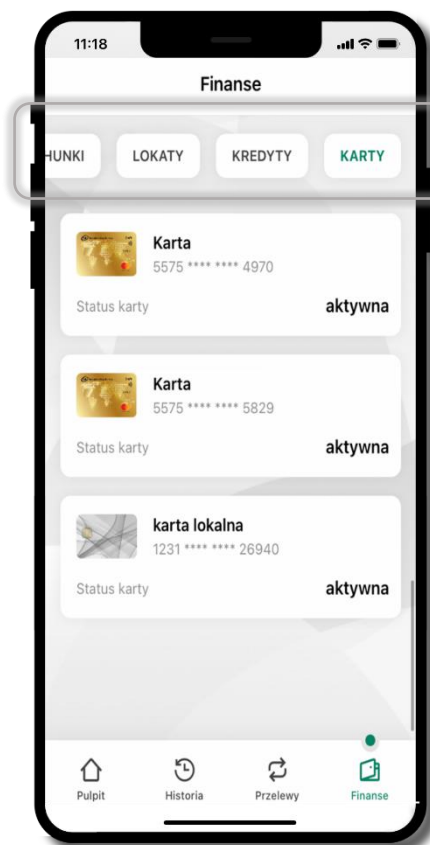 11:18
Finanse
HUNKI LOKATY KREDYTY KARTY
Karta
5575 **** **** 4970
Status karty aktywna
Karta
5575 **** **** 5829
Status karty aktywna
karta lokalna
1231 **** **** 26940
Status karty aktywna
Pulpit Historia Przelewy Finanse